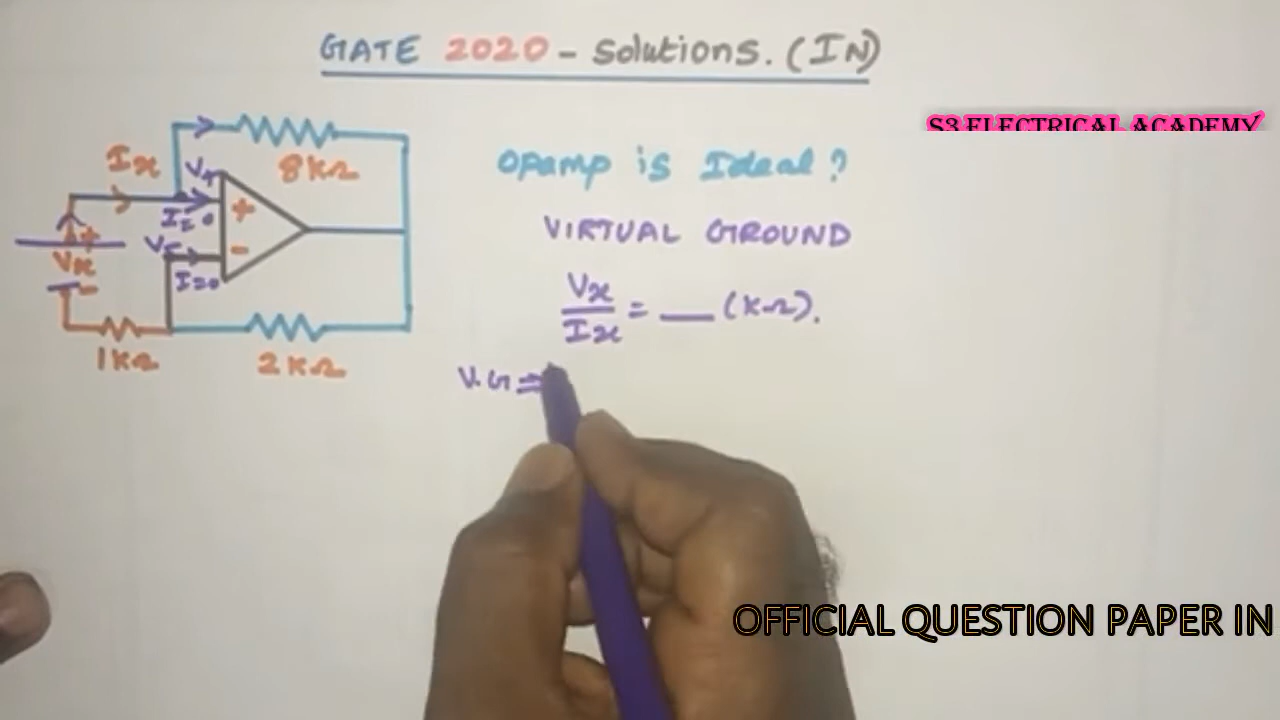 GATE 2020 - Solutions. (IN)
S3 ELECTRICAL ACADEMY
Ix
V+
8KΩ
opamp is Ideal ?
+
I=0
VIRTUAL GROUND
+
V-
-
Vx
I=0
Vx/Ix = __ (KΩ).
-
1KΩ
2KΩ
V.G =
OFFICIAL QUESTION PAPER IN